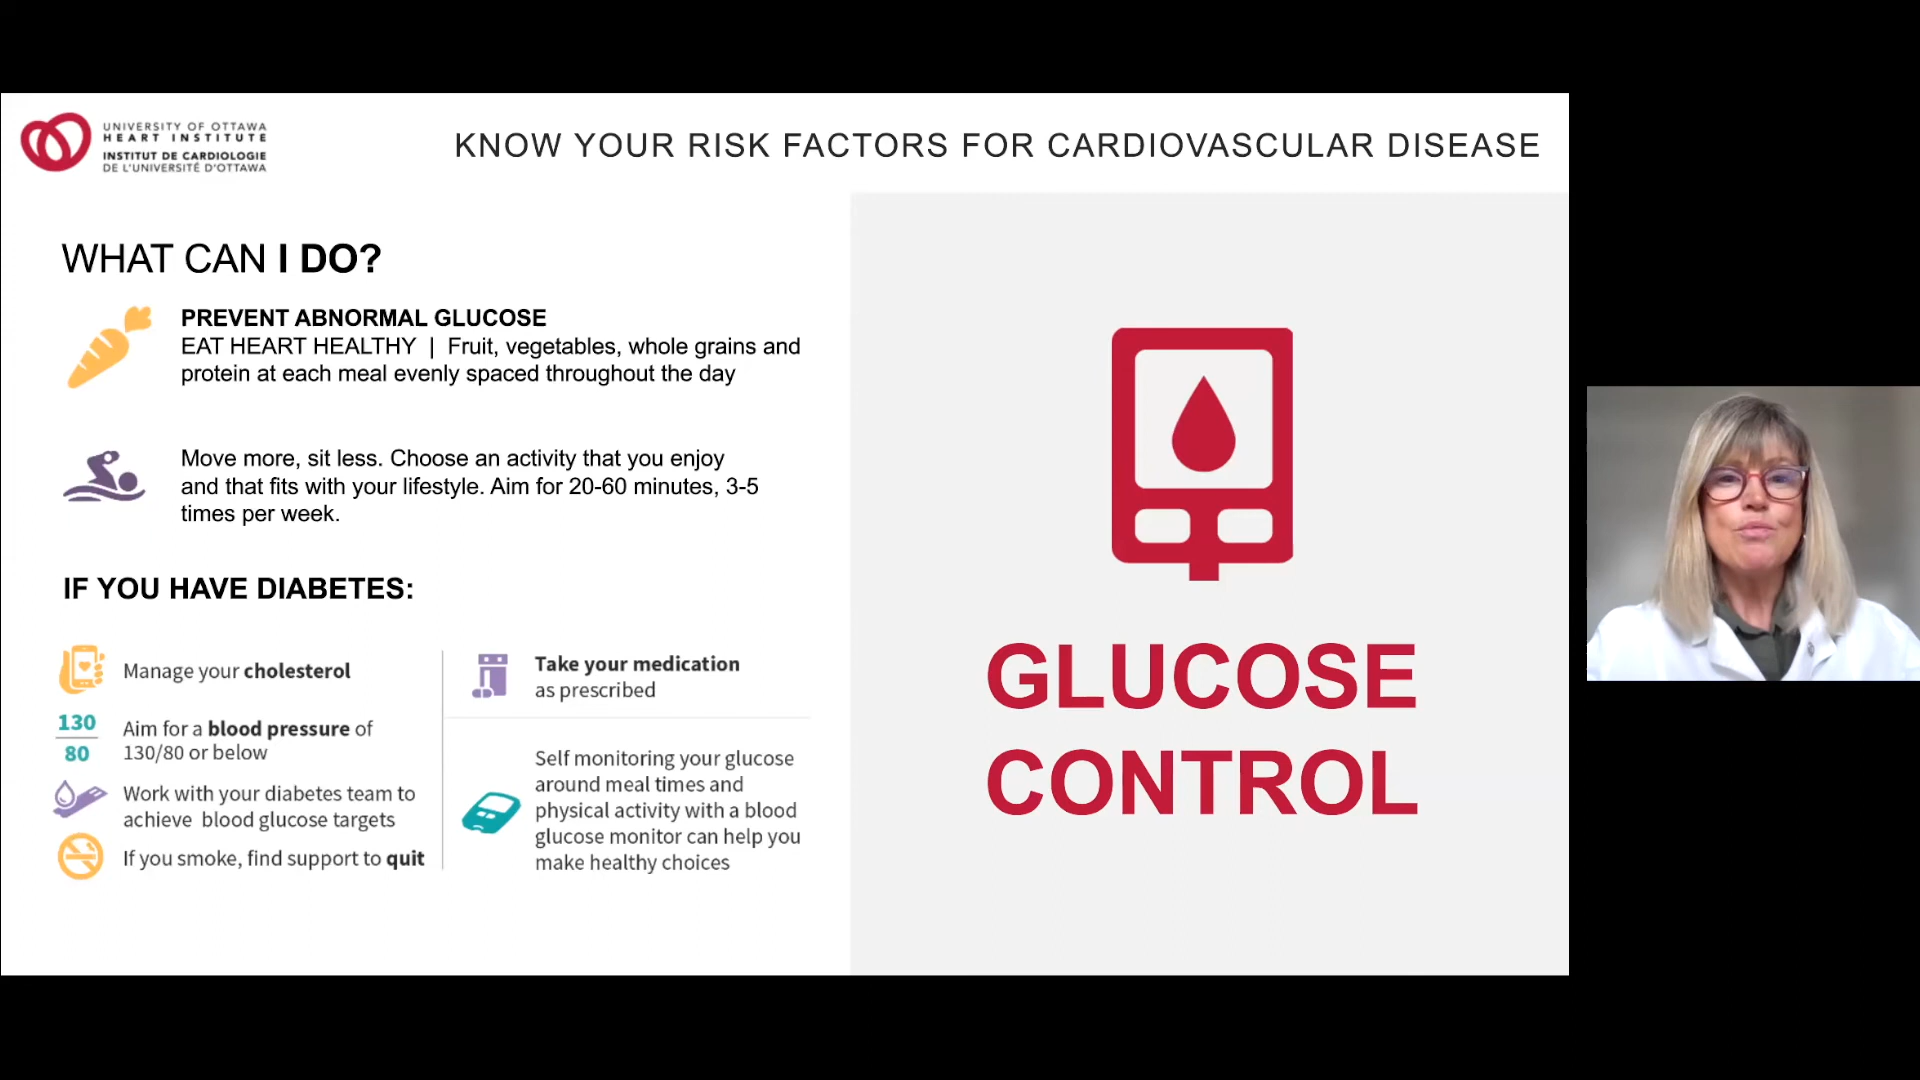 UNIVERSITY OF OTTAWA
HEART INSTITUTE
INSTITUT DE CARDIOLOGIE
DE L'UNIVERSITÉ D'OTTAWA
KNOW YOUR RISK FACTORS FOR CARDIOVASCULAR DISEASE
WHAT CAN I DO?
PREVENT ABNORMAL GLUCOSE
EAT HEART HEALTHY | Fruit, vegetables, whole grains and
protein at each meal evenly spaced throughout the day
Move more, sit less. Choose an activity that you enjoy
and that fits with your lifestyle. Aim for 20-60 minutes, 3-5
times per week.
IF YOU HAVE DIABETES:
Manage your cholesterol
130
80
Aim for a blood pressure of
130/80 or below
Work with your diabetes team to
achieve blood glucose targets
If you smoke, find support to quit
Take your medication
as prescribed
Self monitoring your glucose
around meal times and
physical activity with a blood
glucose monitor can help you
make healthy choices
GLUCOSE
CONTROL